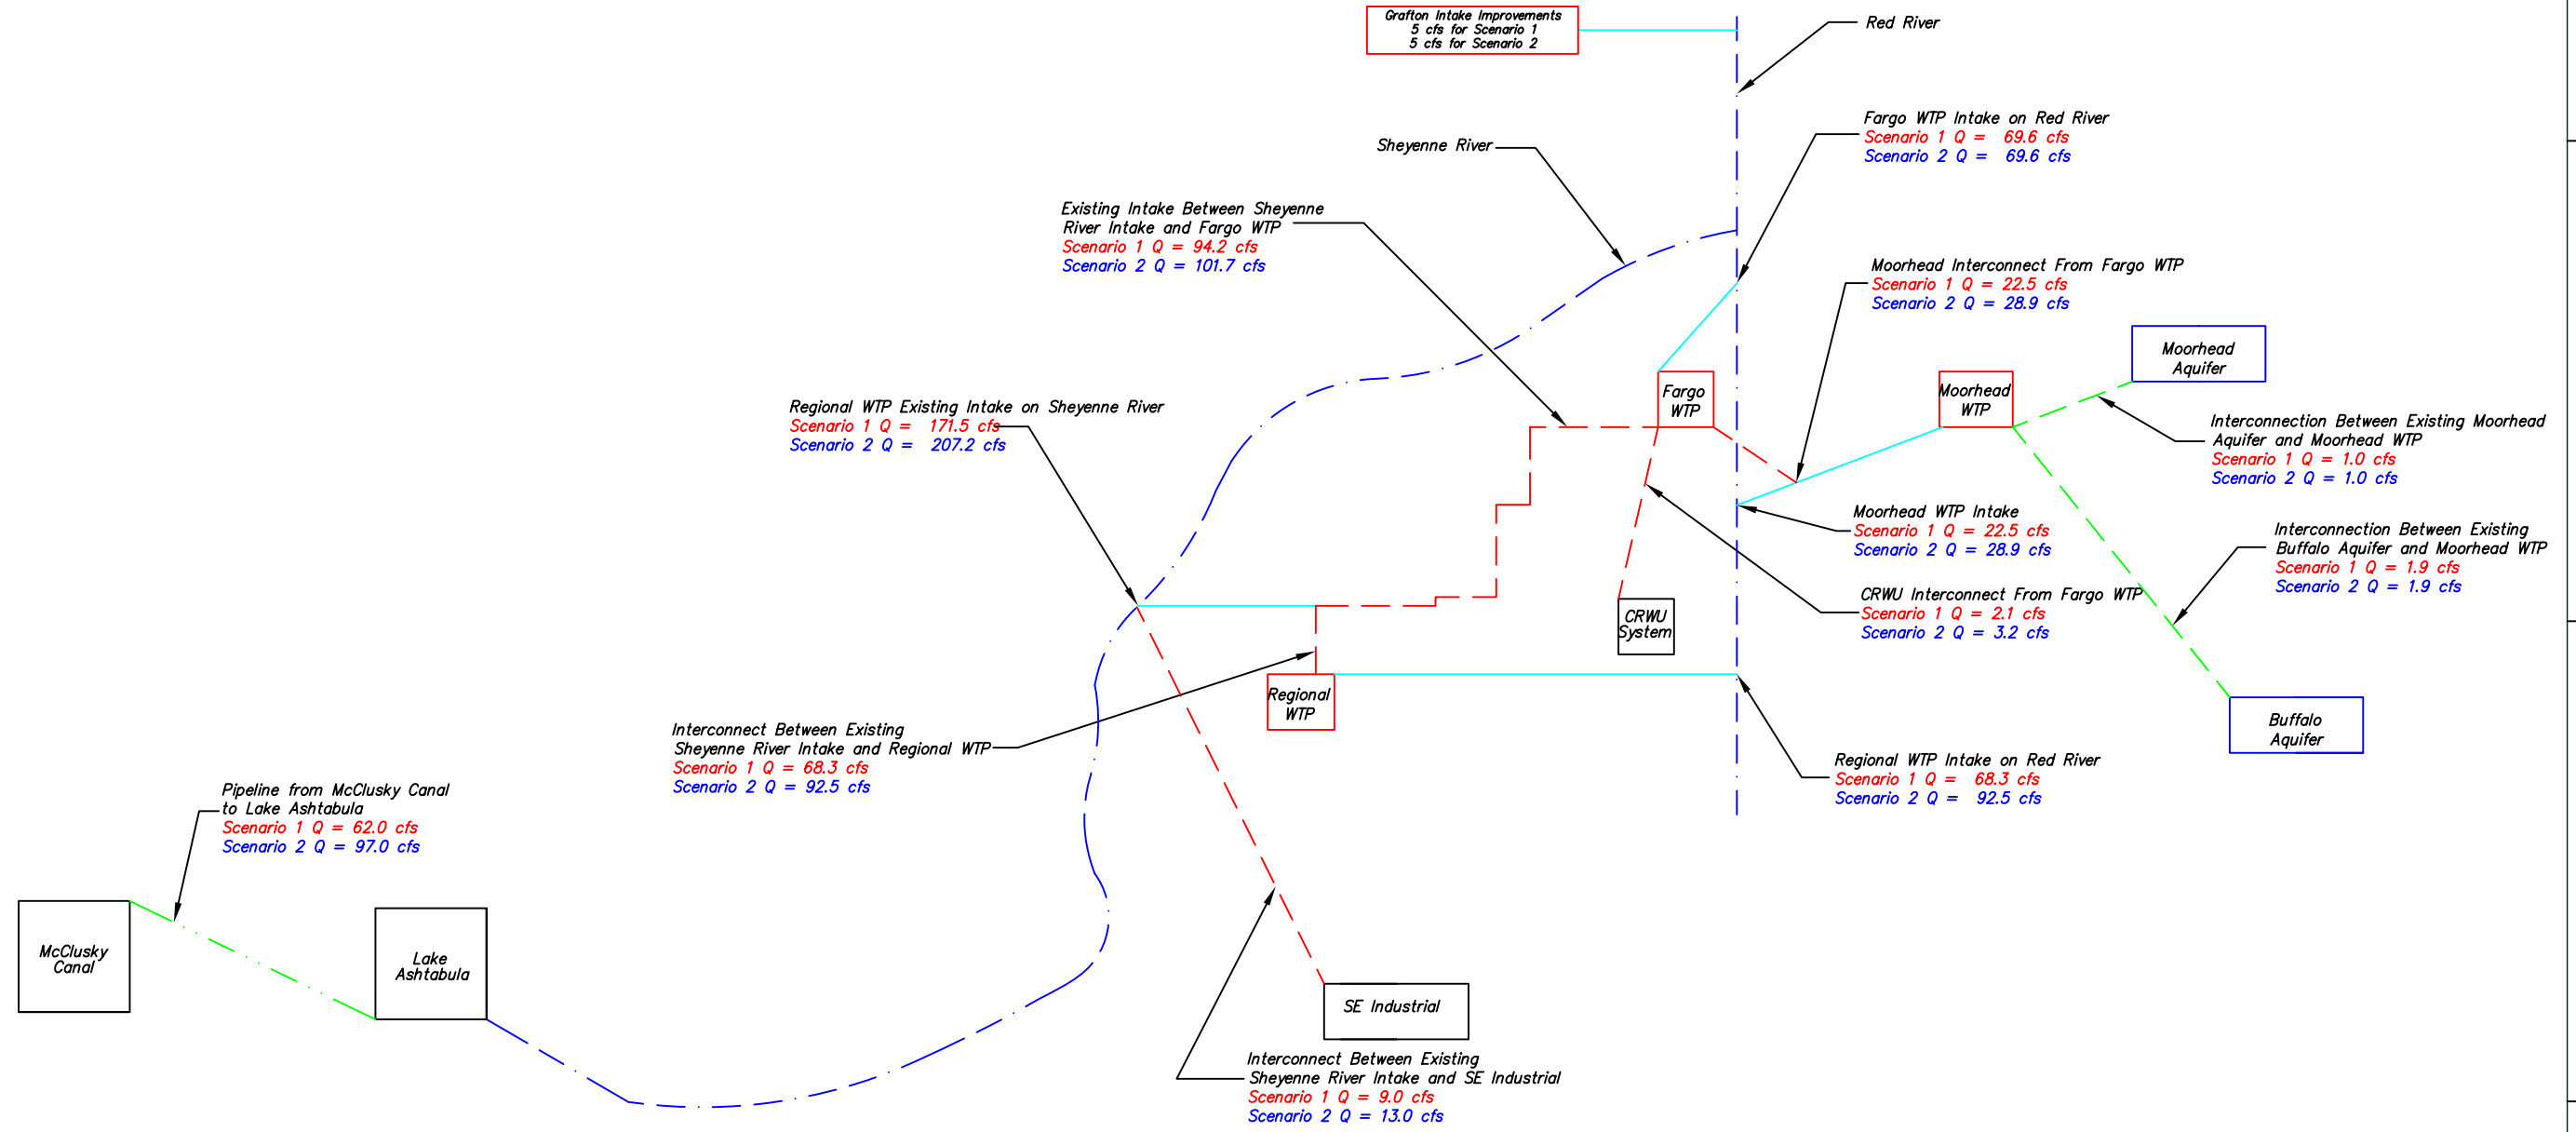 Grafton Intake Improvements
5 cfs for Scenario 1
5 cfs for Scenario 2
Red River
Fargo WTP Intake on Red River
Scenario 1 Q = 69.6 cfs
Scenario 2 Q = 69.6 cfs
Sheyenne River
Existing Intake Between Sheyenne
River Intake and Fargo WTP
Scenario 1 Q = 94.2 cfs
Scenario 2 Q = 101.7 cfs
Moorhead Interconnect From Fargo WTP
Scenario 1 Q = 22.5 cfs
Scenario 2 Q = 28.9 cfs
Moorhead
Aquifer
Fargo
WTP
Moorhead
WTP
Regional WTP Existing Intake on Sheyenne River
Scenario 1 Q = 171.5 cfs
Scenario 2 Q = 207.2 cfs
Interconnection Between Existing Moorhead
Aquifer and Moorhead WTP
Scenario 1 Q = 1.0 cfs
Scenario 2 Q = 1.0 cfs
Moorhead WTP Intake
Scenario 1 Q = 22.5 cfs
Scenario 2 Q = 28.9 cfs
Interconnection Between Existing
Buffalo Aquifer and Moorhead WTP
Scenario 1 Q = 1.9 cfs
Scenario 2 Q = 1.9 cfs
CRWU Interconnect From Fargo WTP
Scenario 1 Q = 2.1 cfs
Scenario 2 Q = 3.2 cfs
CRWU
System
Regional
WTP
Buffalo
Aquifer
Interconnect Between Existing
Sheyenne River Intake and Regional WTP
Scenario 1 Q = 68.3 cfs
Scenario 2 Q = 92.5 cfs
Regional WTP Intake on Red River
Scenario 1 Q = 68.3 cfs
Scenario 2 Q = 92.5 cfs
Pipeline from McClusky Canal
to Lake Ashtabula
Scenario 1 Q = 62.0 cfs
Scenario 2 Q = 97.0 cfs
McClusky
Canal
Lake
Ashtabula
SE Industrial
Interconnect Between Existing
Sheyenne River Intake and SE Industrial
Scenario 1 Q = 9.0 cfs
Scenario 2 Q = 13.0 cfs